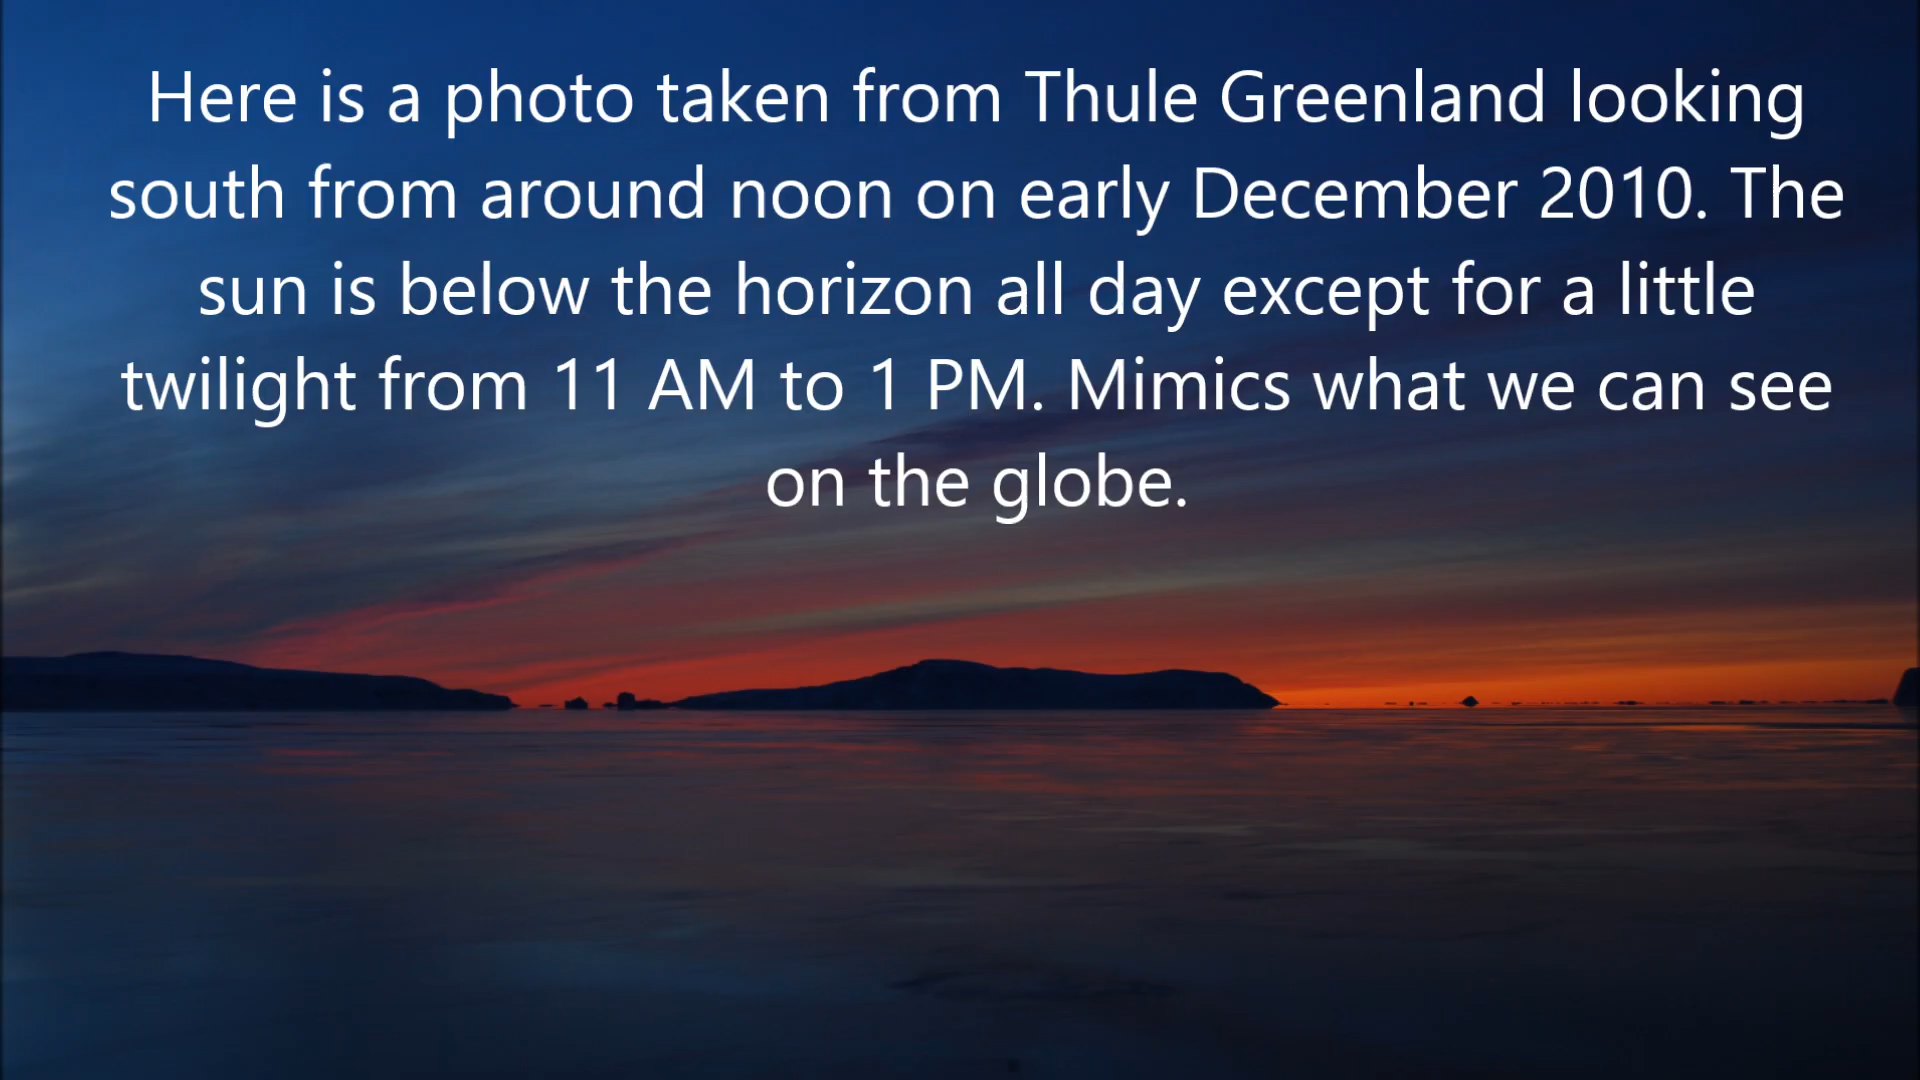 Here is a photo taken from Thule Greenland looking
south from around noon on early December 2010. The
sun is below the horizon all day except for a little
twilight from 11 AM to 1 PM. Mimics what we can see
on the globe.